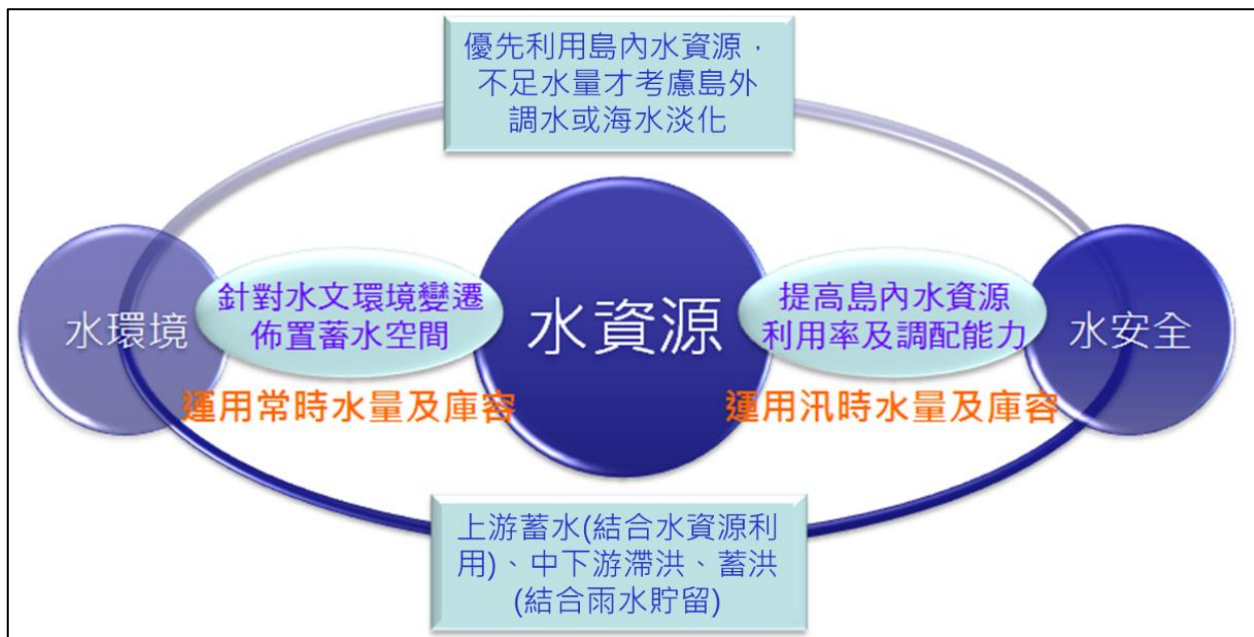 優先利用島內水資源，
不足水量才考慮島外
調水或海水淡化
水環境
針對水文環境變遷
佈置蓄水空間
運用常時水量及庫容
水資源
提高島內水資源
利用率及調配能力
運用汛時水量及庫容
水安全
上游蓄水(結合水資源利
用)、中下游滯洪、蓄洪
(結合雨水貯留)